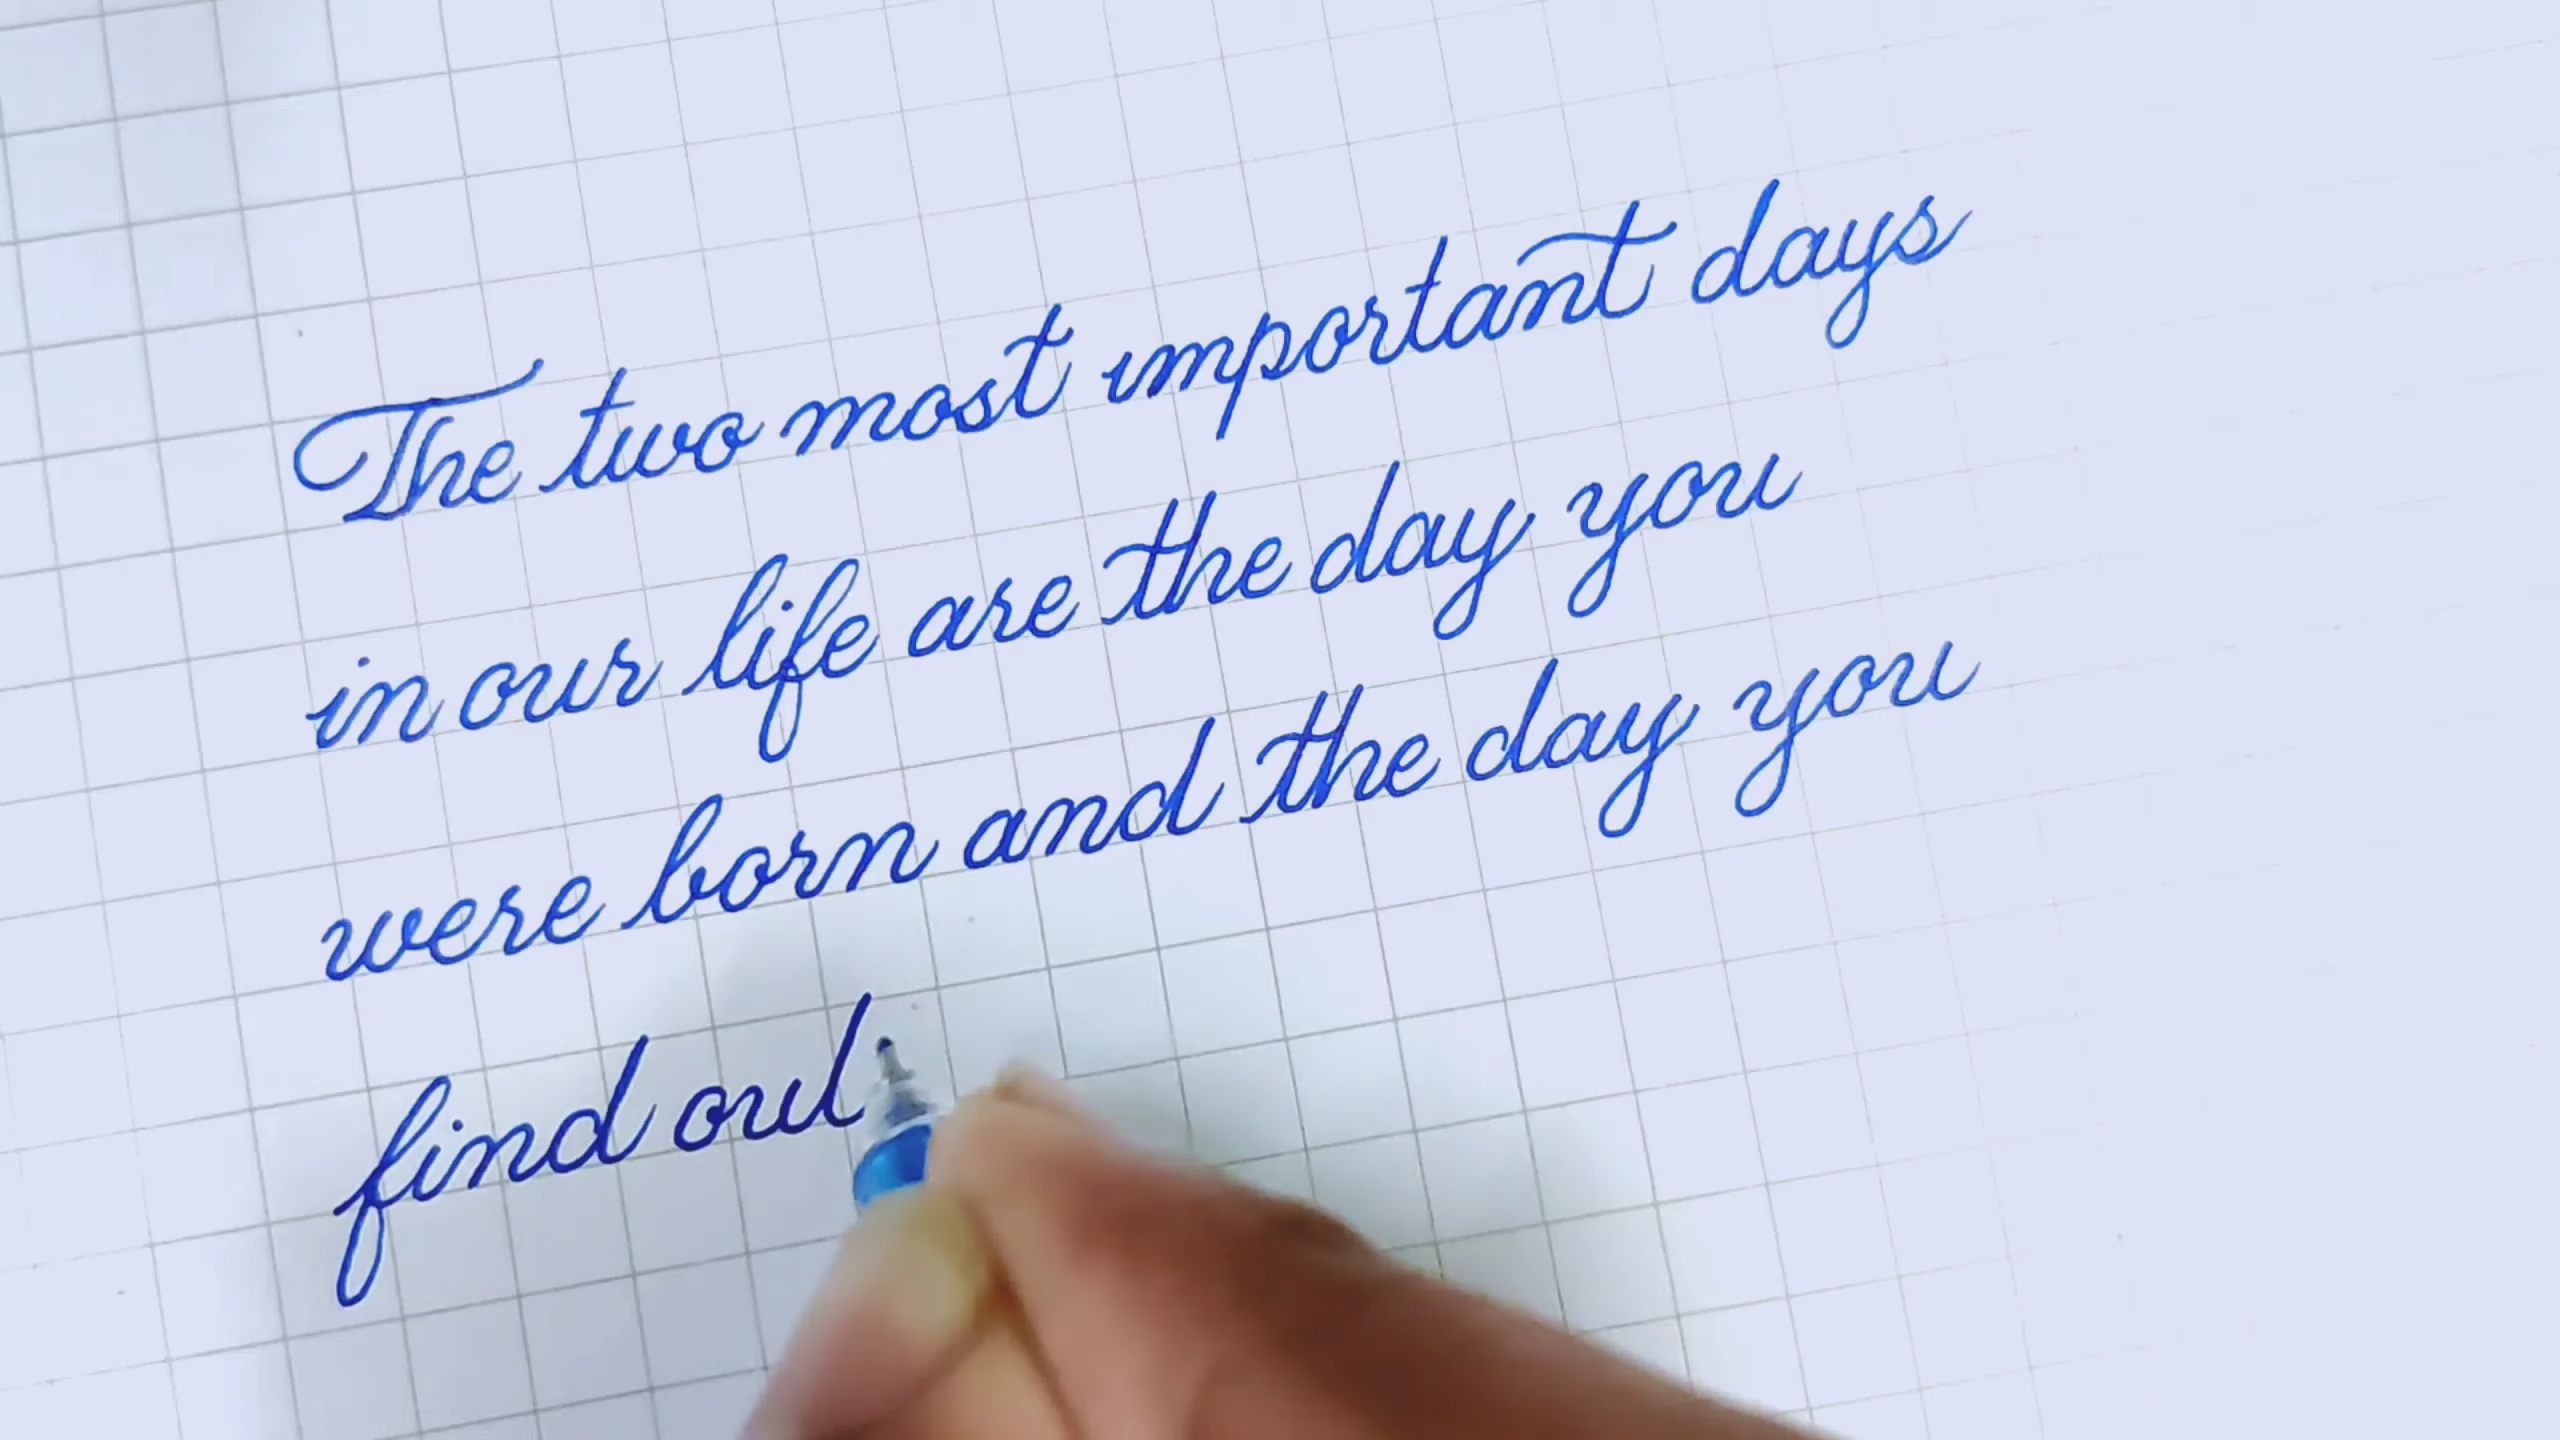 The two most important days
in our life are the day you
were born and the day you
find out